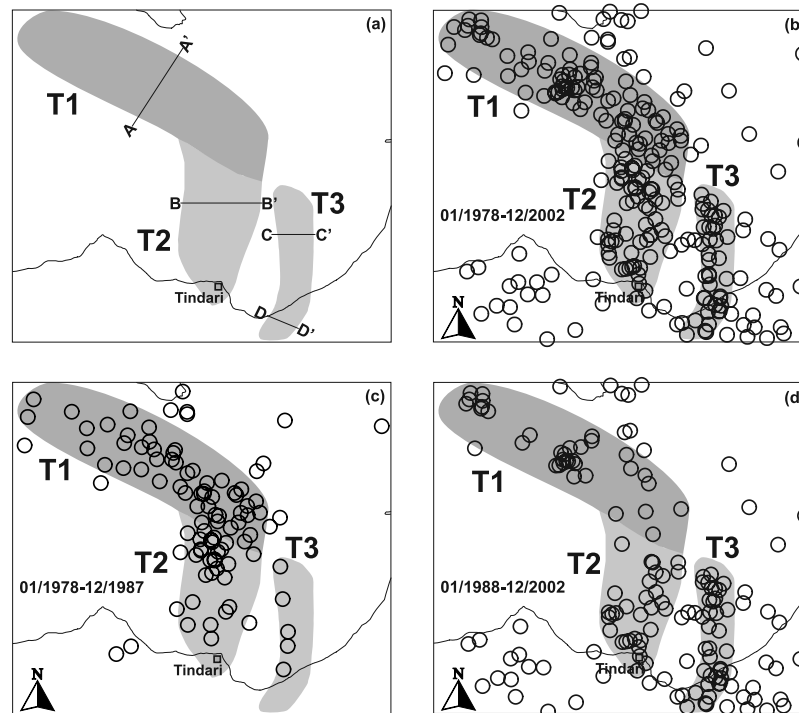 (a)
A'
T1
A
B
B'
T3
C
C'
T2
Tindari
D
D'
(b)
T1
T2
T3
01/1978-12/2002
Tindari
N
(c)
T1
T2
T3
01/1978-12/1987
Tindari
N
(d)
T1
T2
T3
01/1988-12/2002
Tindari
N